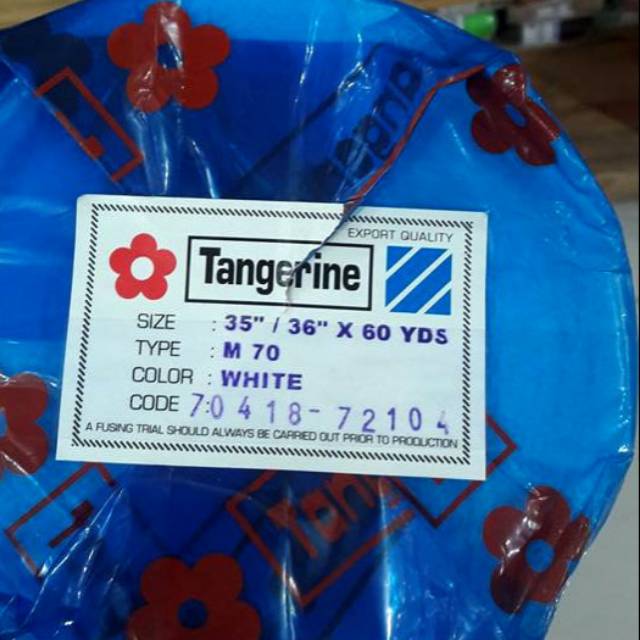 EXPORT QUALITY
Tangerine
SIZE : 35" / 36" X 60 YDS
TYPE : M 70
COLOR : WHITE
CODE 70418-72104
A FUSING TRIAL SHOULD ALWAYS BE CARRIED OUT PRIOR TO PRODUCTION